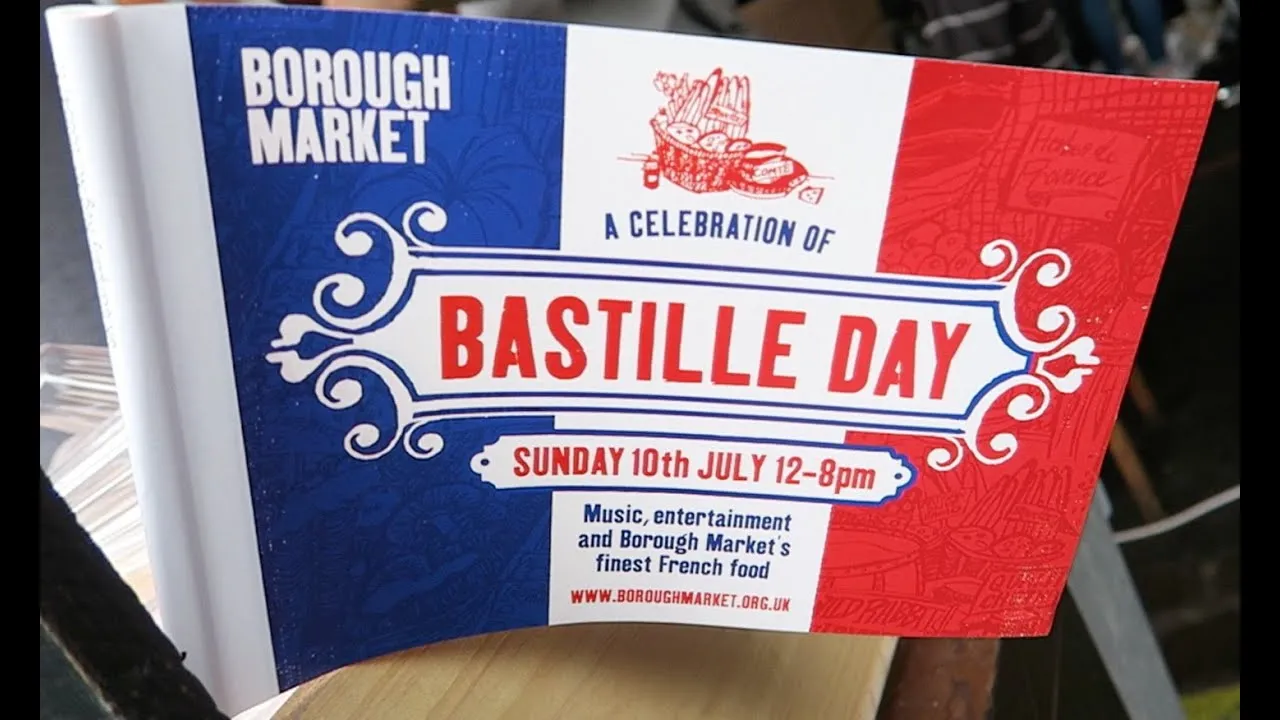 BOROUGH
MARKET
COMTÉ
A CELEBRATION OF
BASTILLE DAY
SUNDAY 10th JULY 12–8pm
Music, entertainment
and Borough Market's
finest French food
WWW.BOROUGHMARKET.ORG.UK